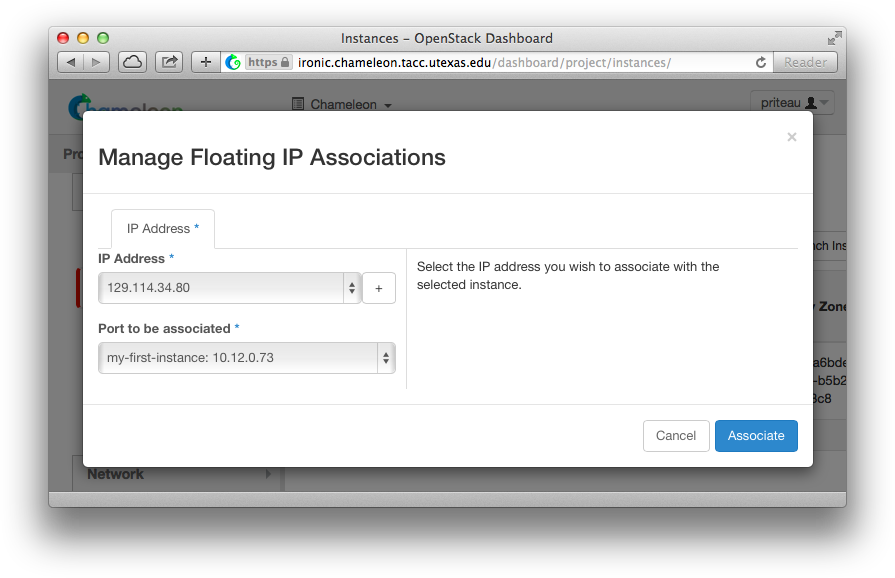 Instances – OpenStack Dashboard
https ironic.chameleon.tacc.utexas.edu/dashboard/project/instances/
Reader
Chameleon
Chameleon
priteau
Manage Floating IP Associations
×
IP Address *
IP Address *
129.114.34.80
+
Select the IP address you wish to associate with the
selected instance.
Port to be associated *
my-first-instance: 10.12.0.73
Cancel
Associate
Network